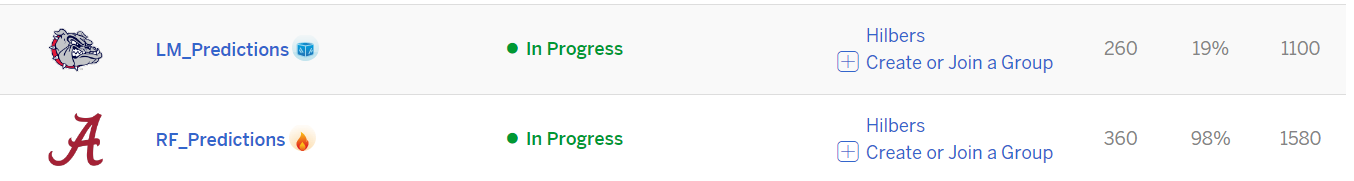 LM_Predictions
In Progress
Hilbers
Create or Join a Group
260
19%
1100
A
RF_Predictions
In Progress
Hilbers
Create or Join a Group
360
98%
1580